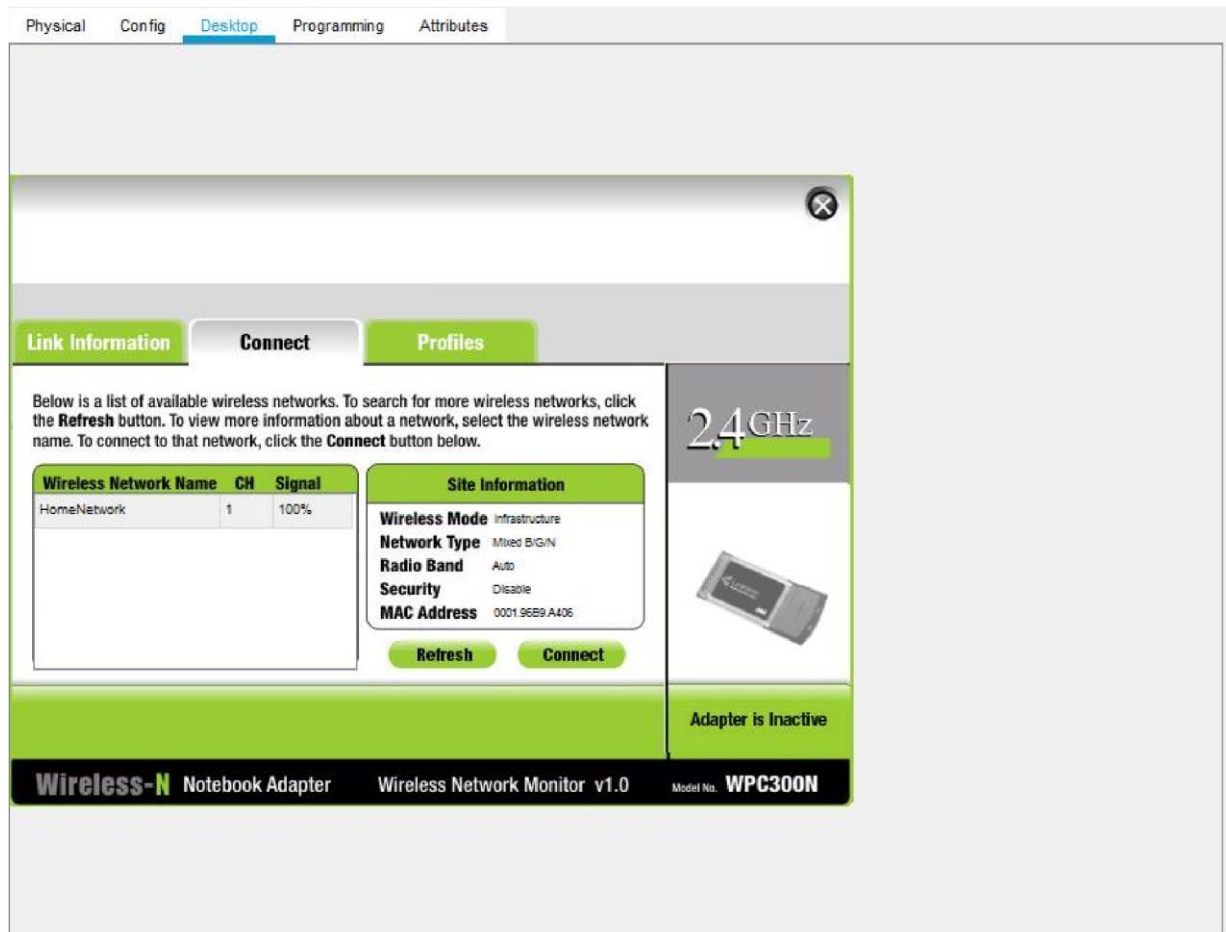 Physical Config Desktop Programming Attributes
Link Information Connect Profiles
Below is a list of available wireless networks. To search for more wireless networks, click
the Refresh button. To view more information about a network, select the wireless network
name. To connect to that network, click the Connect button below.
2.4GHz
Wireless Network Name CH Signal
HomeNetwork 1 100%
Site Information
Wireless Mode Infrastructure
Network Type Mixed B/G/N
Radio Band Auto
Security Disable
MAC Address 0001.96B9.A406
Refresh Connect
Adapter is Inactive
Wireless-N Notebook Adapter Wireless Network Monitor v1.0 Model No. WPC300N